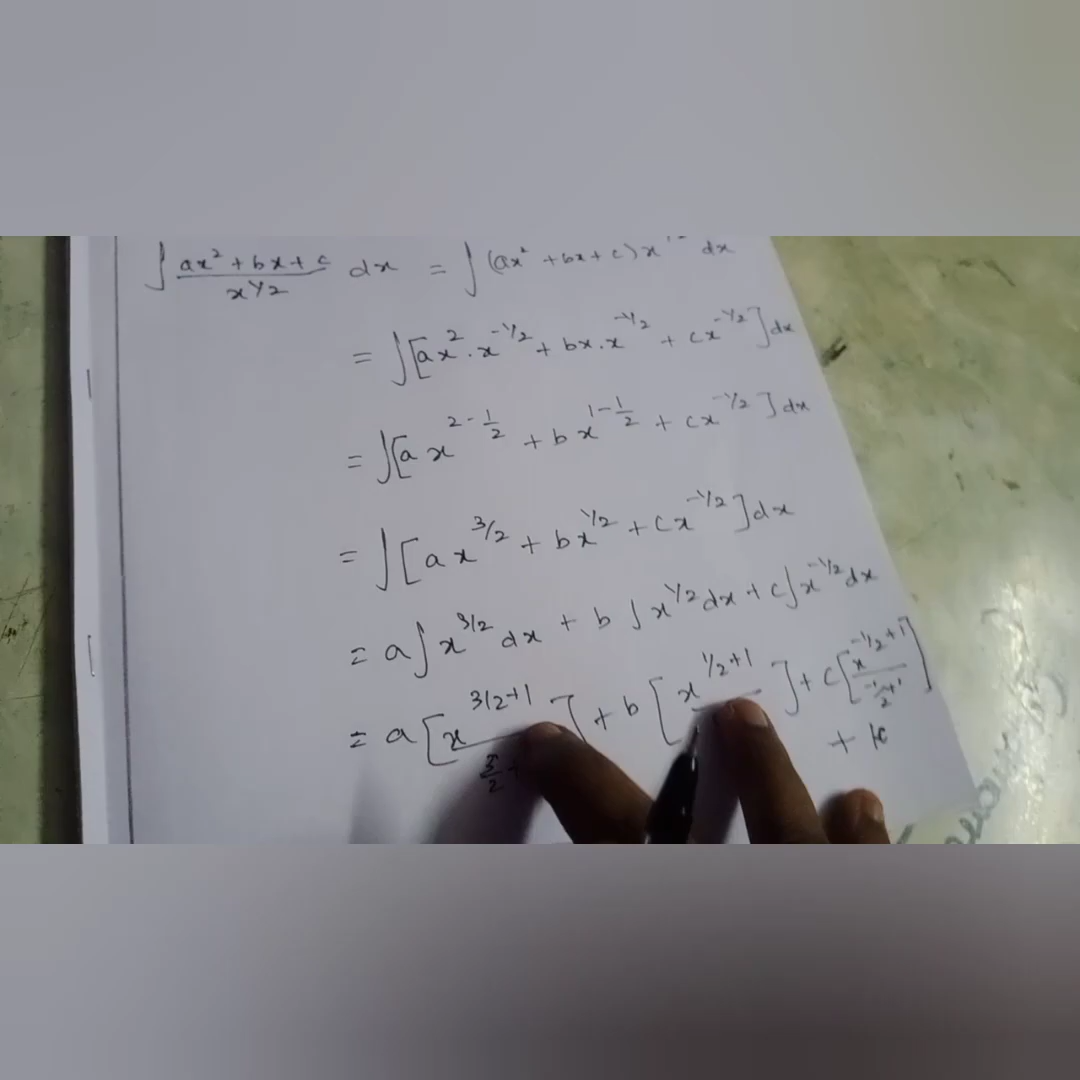 ∫ ax² + bx + c / x^1/2 dx = ∫ (ax² + bx + c) x dx
= ∫ [ax² . x^-1/2 + bx . x^-1/2 + cx^-1/2] dx
= ∫ [a x^(2 - 1/2) + b x^(1 - 1/2) + cx^-1/2] dx
= ∫ [a x^3/2 + b x^1/2 + c x^-1/2] dx
= a ∫ x^3/2 dx + b ∫ x^1/2 dx + c ∫ x^-1/2 dx
= a [x^(3/2+1) / 3/2 + ] + b [x^(1/2+1) ] + c [x^(-1/2+1) / -1/2+1]
+ k